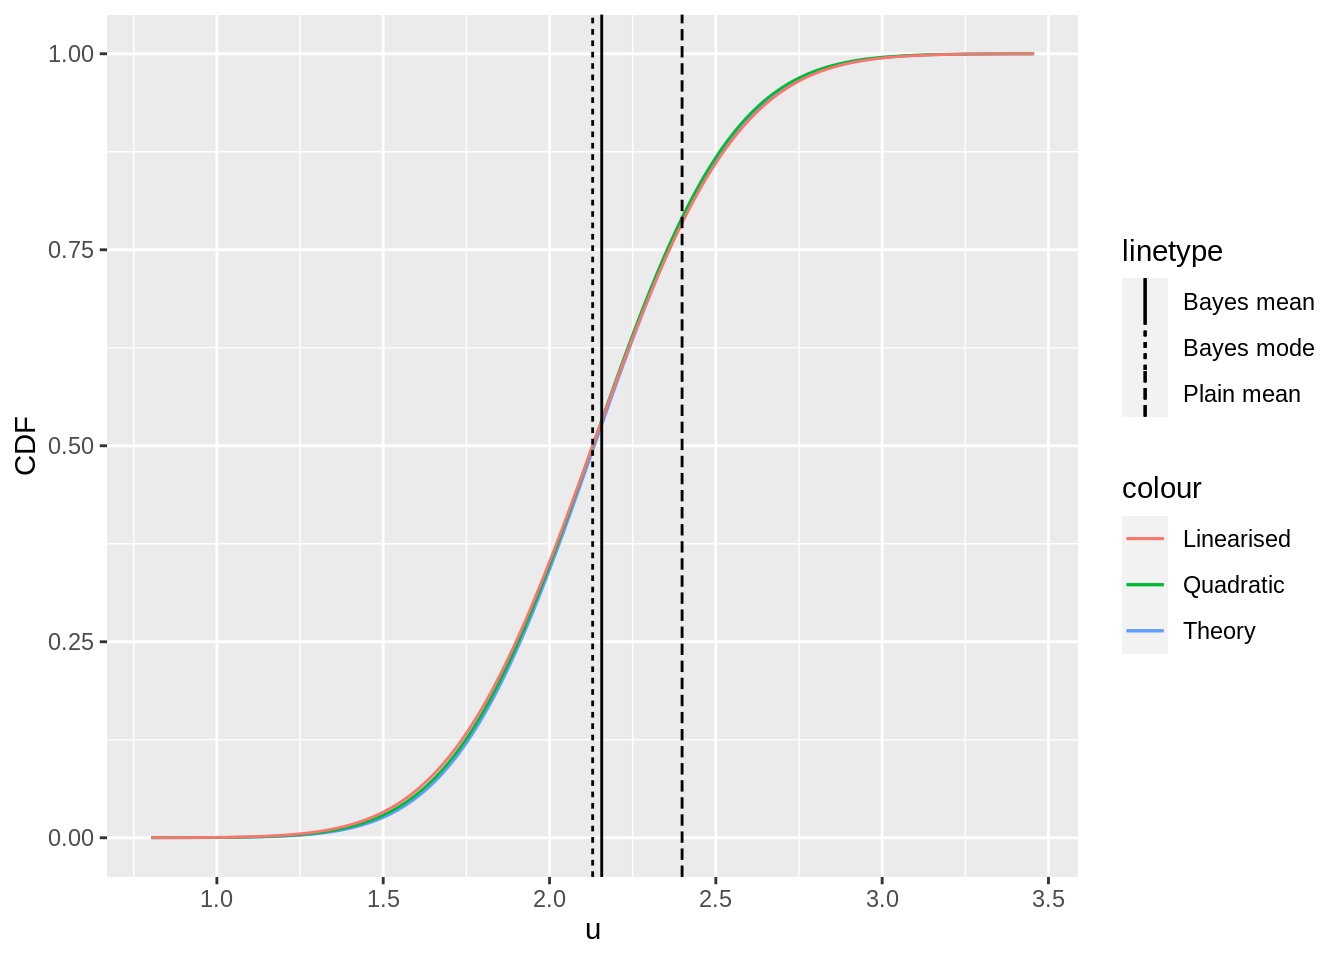 1.00
0.75
0.50
0.25
0.00
CDF
1.0 1.5 2.0 2.5 3.0 3.5
u
linetype
Bayes mean
Bayes mode
Plain mean
colour
Linearised
Quadratic
Theory